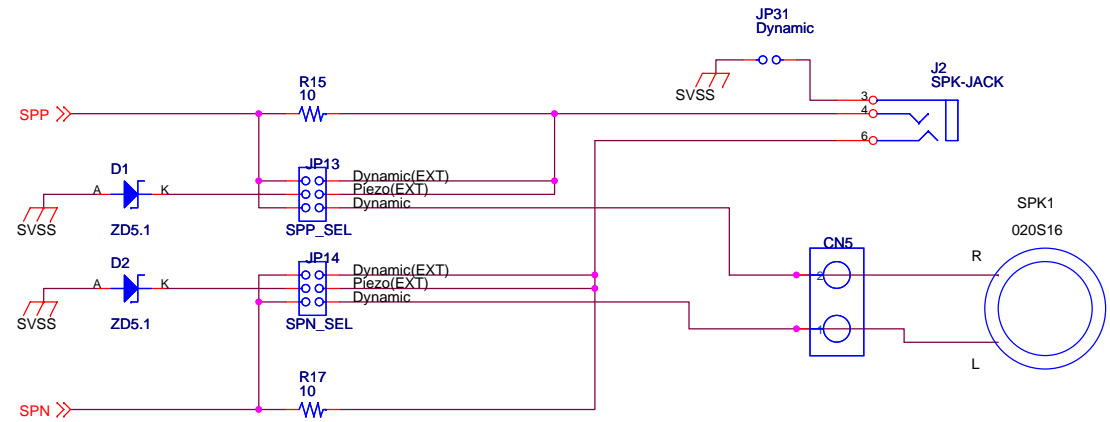 JP31
Dynamic
SVSS
J2
SPK-JACK
3
4
6
R15
10
SPP
D1
A
K
SVSS
ZD5.1
JP13
Dynamic(EXT)
Piezo(EXT)
Dynamic
SPP_SEL
D2
A
K
SVSS
ZD5.1
JP14
Dynamic(EXT)
Piezo(EXT)
Dynamic
SPN_SEL
R17
10
SPN
CN5
2
1
SPK1
020S16
R
L